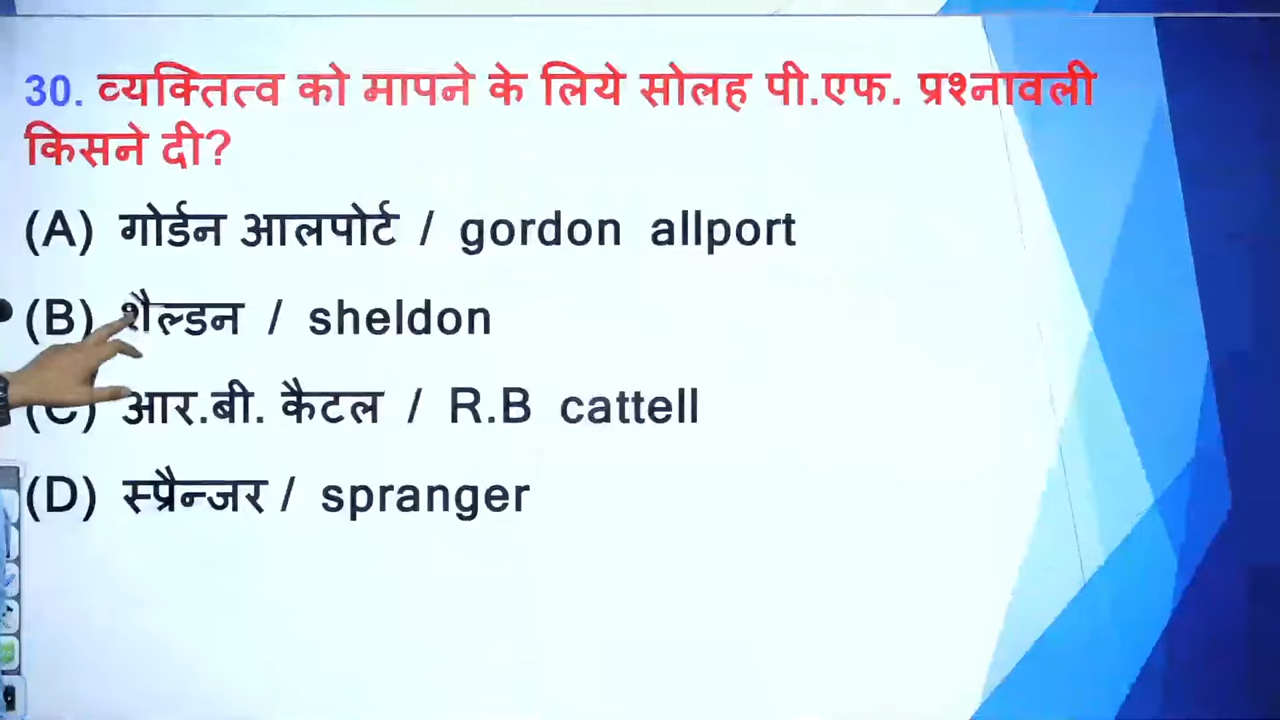 30. व्यक्तित्व को मापने के लिये सोलह पी.एफ. प्रश्नावली
किसने दी?
(A) गोर्डन आलपोर्ट / gordon allport
(B) शैल्डन / sheldon
(C) आर.बी. कैटल / R.B cattell
(D) स्प्रैन्जर / spranger